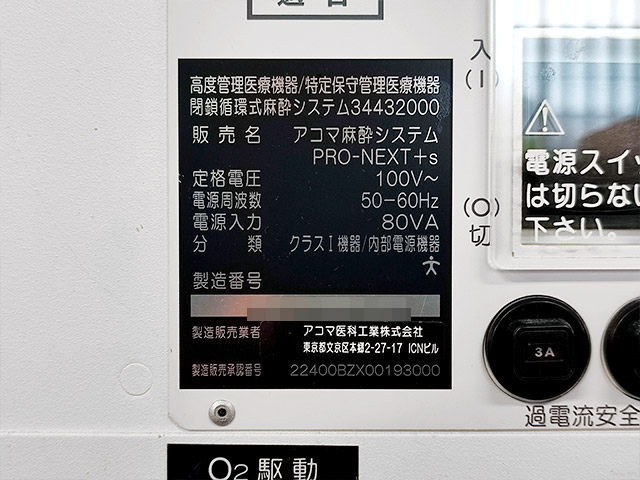 適合
高度管理医療機器/特定保守管理医療機器
閉鎖循環式麻酔システム34432000
販売名 アコマ麻酔システム
PRO-NEXT+s
定格電圧 100V～
電源周波数 50-60Hz
電源入力 80VA
分類 クラスⅠ機器/内部電源機器
製造番号
製造販売業者 アコマ医科工業株式会社
東京都文京区本郷2-27-17 ICNビル
製造販売承認番号 22400BZX00193000
入
(I)
(O)
切
電源スイッ
は切らない
下さい。
3A
過電流安全
O2駆動